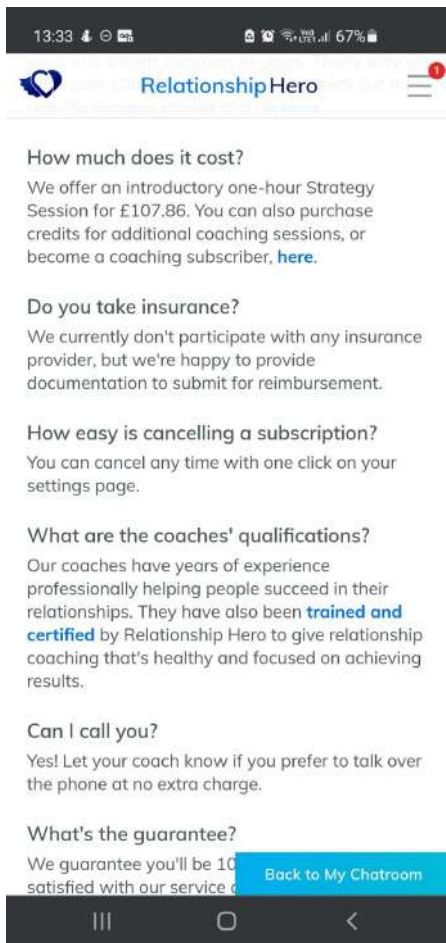 13:33
67%
RelationshipHero
1
How much does it cost?
We offer an introductory one-hour Strategy
Session for £107.86. You can also purchase
credits for additional coaching sessions, or
become a coaching subscriber, here.
Do you take insurance?
We currently don't participate with any insurance
provider, but we're happy to provide
documentation to submit for reimbursement.
How easy is cancelling a subscription?
You can cancel any time with one click on your
settings page.
What are the coaches' qualifications?
Our coaches have years of experience
professionally helping people succeed in their
relationships. They have also been trained and
certified by Relationship Hero to give relationship
coaching that's healthy and focused on achieving
results.
Can I call you?
Yes! Let your coach know if you prefer to talk over
the phone at no extra charge.
What's the guarantee?
We guarantee you'll be 10
satisfied with our service
Back to My Chatroom